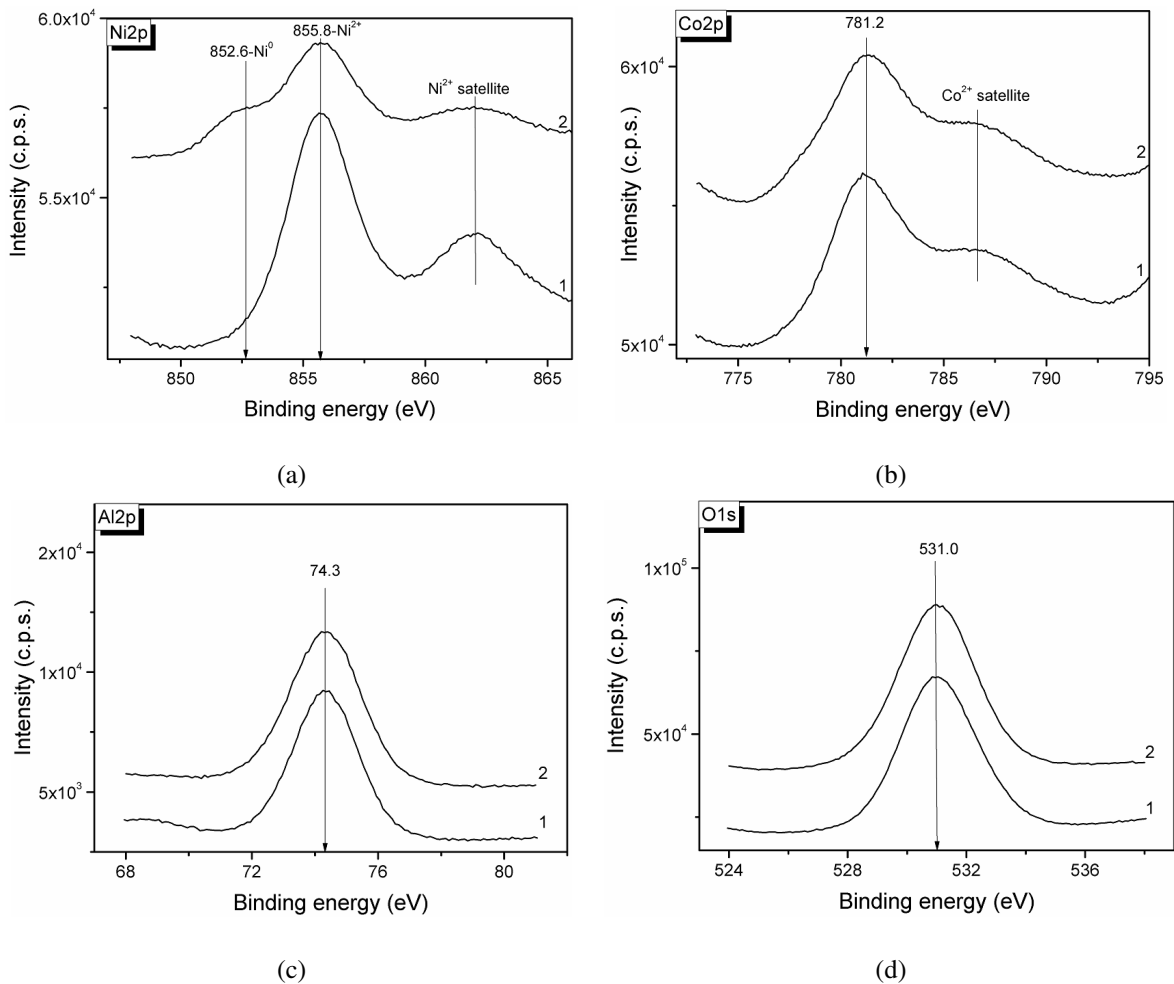 Ni2p
852.6-Ni⁰
855.8-Ni²⁺
Ni²⁺ satellite
2
1
6.0x10⁴
5.5x10⁴
Intensity (c.p.s.)
850 855 860 865
Binding energy (eV)
(a)
Co2p
781.2
Co²⁺ satellite
2
1
6x10⁴
5x10⁴
Intensity (c.p.s.)
775 780 785 790 795
Binding energy (eV)
(b)
Al2p
74.3
2
1
2x10⁴
1x10⁴
5x10³
Intensity (c.p.s.)
68 72 76 80
Binding energy (eV)
(c)
O1s
531.0
2
1
1x10⁵
5x10⁴
Intensity (c.p.s.)
524 528 532 536
Binding energy (eV)
(d)